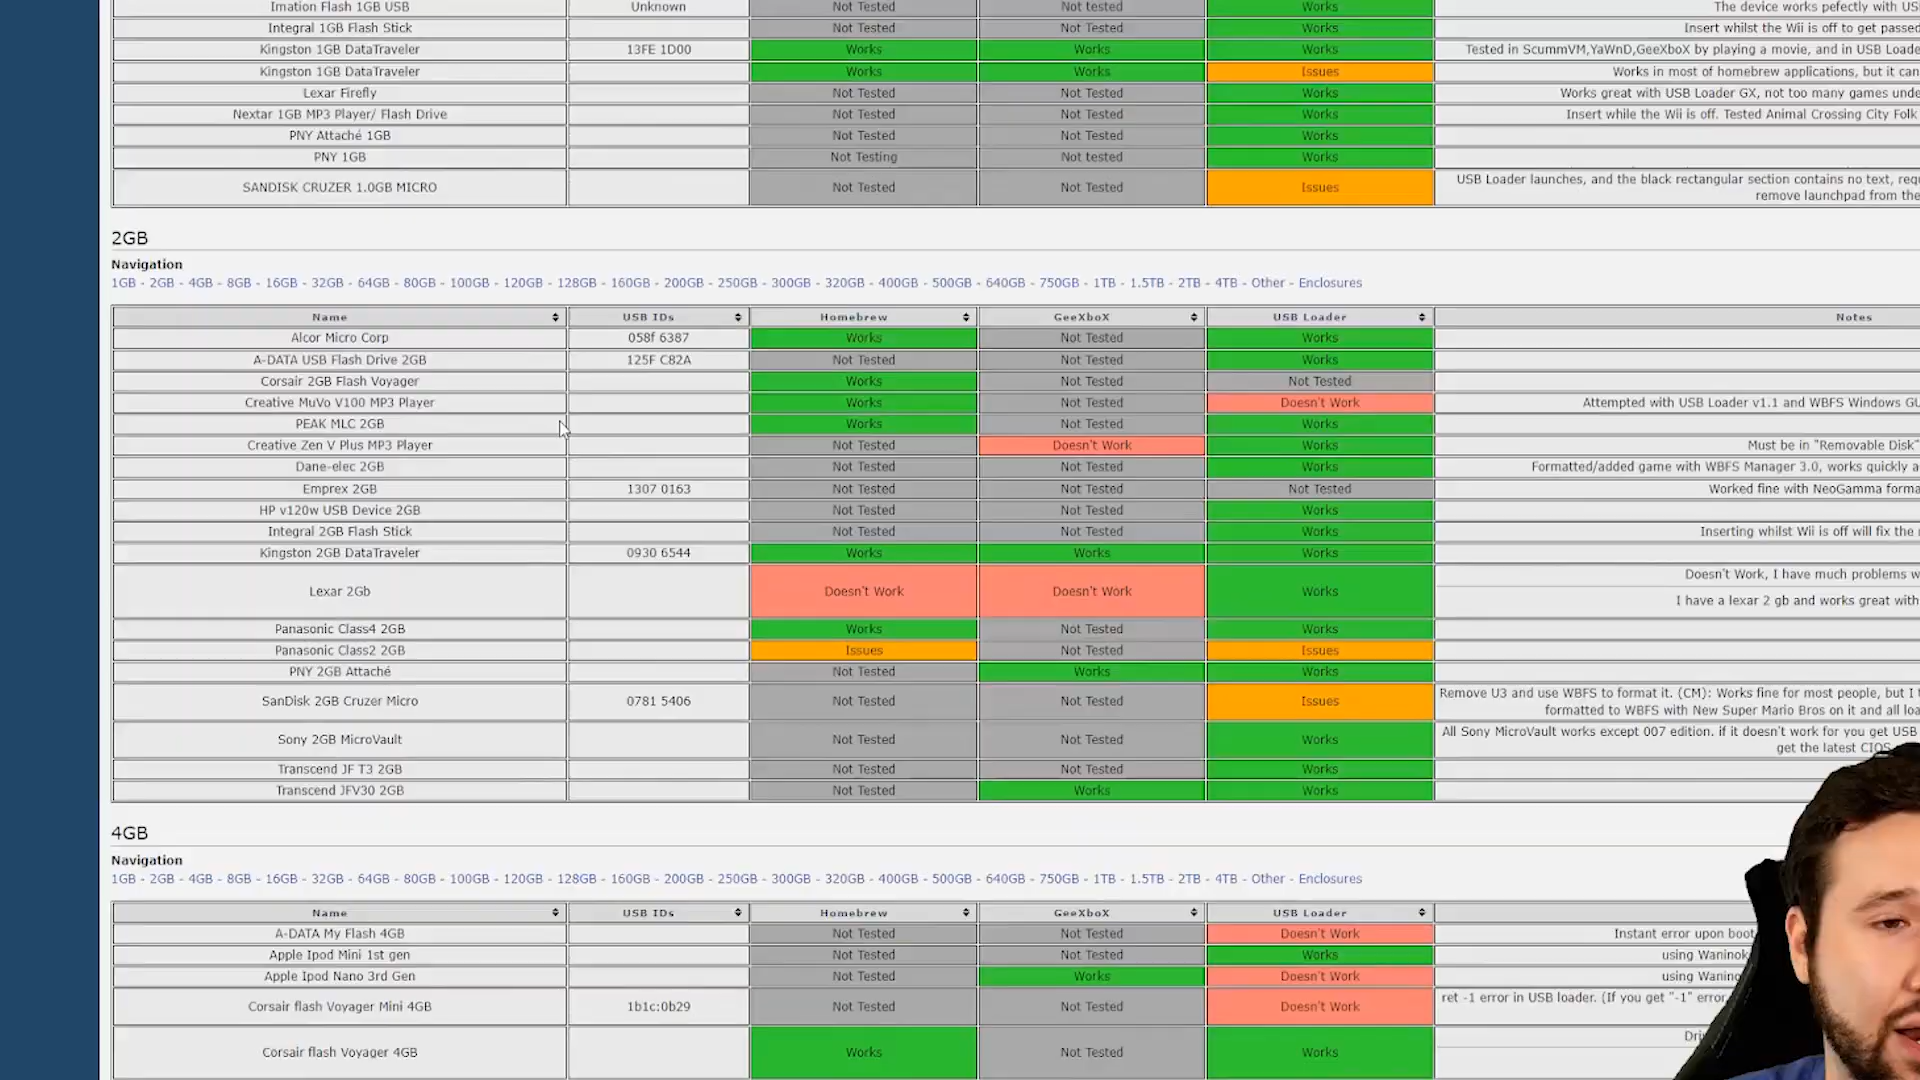 Imation Flash 1GB USB Unknown Not Tested Not tested Works The device works pefectly with US
Integral 1GB Flash Stick Not Tested Not Tested Works Insert whilst the Wii is off to get passed
Kingston 1GB DataTraveler 13FE 1D00 Works Works Works Tested in ScummVM,YaWnD,GeeXboX by playing a movie, and in USB Loade
Kingston 1GB DataTraveler Works Works Issues Works in most of homebrew applications, but it can
Lexar Firefly Not Tested Not Tested Works Works great with USB Loader GX, not too many games unde
Nextar 1GB MP3 Player/ Flash Drive Not Tested Not Tested Works Insert while the Wii is off. Tested Animal Crossing City Folk
PNY Attaché 1GB Not Tested Not Tested Works
PNY 1GB Not Testing Not tested Works
SANDISK CRUZER 1.0GB MICRO Not Tested Not Tested Issues USB Loader launches, and the black rectangular section contains no text, requ
remove launchpad from the
2GB
Navigation
1GB - 2GB - 4GB - 8GB - 16GB - 32GB - 64GB - 80GB - 100GB - 120GB - 128GB - 160GB - 200GB - 250GB - 300GB - 320GB - 400GB - 500GB - 640GB - 750GB - 1TB - 1.5TB - 2TB - 4TB - Other - Enclosures
Name USB IDs Homebrew GeeXboX USB Loader Notes
Alcor Micro Corp 058f 6387 Works Not Tested Works
A-DATA USB Flash Drive 2GB 125F C82A Not Tested Not Tested Works
Corsair 2GB Flash Voyager Works Not Tested Not Tested
Creative MuVo V100 MP3 Player Works Not Tested Doesn't Work Attempted with USB Loader v1.1 and WBFS Windows GU
PEAK MLC 2GB Works Not Tested Works
Creative Zen V Plus MP3 Player Not Tested Doesn't Work Works Must be in "Removable Disk"
Dane-elec 2GB Not Tested Not Tested Works Formatted/added game with WBFS Manager 3.0, works quickly a
Emprex 2GB 1307 0163 Not Tested Not Tested Not Tested Worked fine with NeoGamma forma
HP v120w USB Device 2GB Not Tested Not Tested Works
Integral 2GB Flash Stick Not Tested Not Tested Works Inserting whilst Wii is off will fix the
Kingston 2GB DataTraveler 0930 6544 Works Works Works
Lexar 2Gb Doesn't Work Doesn't Work Works Doesn't Work, I have much problems w
I have a lexar 2 gb and works great with
Panasonic Class4 2GB Works Not Tested Works
Panasonic Class2 2GB Issues Not Tested Issues
PNY 2GB Attaché Not Tested Works Works
SanDisk 2GB Cruzer Micro 0781 5406 Not Tested Not Tested Issues Remove U3 and use WBFS to format it. (CM): Works fine for most people, but I t
formatted to WBFS with New Super Mario Bros on it and all loa
Sony 2GB MicroVault Not Tested Not Tested Works All Sony MicroVault works except 007 edition. if it doesn't work for you get USB
get the latest CIOS
Transcend JF T3 2GB Not Tested Not Tested Works
Transcend JFV30 2GB Not Tested Works Works
4GB
Navigation
1GB - 2GB - 4GB - 8GB - 16GB - 32GB - 64GB - 80GB - 100GB - 120GB - 128GB - 160GB - 200GB - 250GB - 300GB - 320GB - 400GB - 500GB - 640GB - 750GB - 1TB - 1.5TB - 2TB - 4TB - Other - Enclosures
Name USB IDs Homebrew GeeXboX USB Loader
A-DATA My Flash 4GB Not Tested Not Tested Doesn't Work Instant error upon boot
Apple Ipod Mini 1st gen Not Tested Not Tested Works using Waninok
Apple Ipod Nano 3rd Gen Not Tested Works Doesn't Work using Waning
Corsair flash Voyager Mini 4GB 1b1c:0b29 Not Tested Not Tested Doesn't Work ret -1 error in USB loader. (If you get "-1" error,
Corsair flash Voyager 4GB Works Not Tested Works Dri